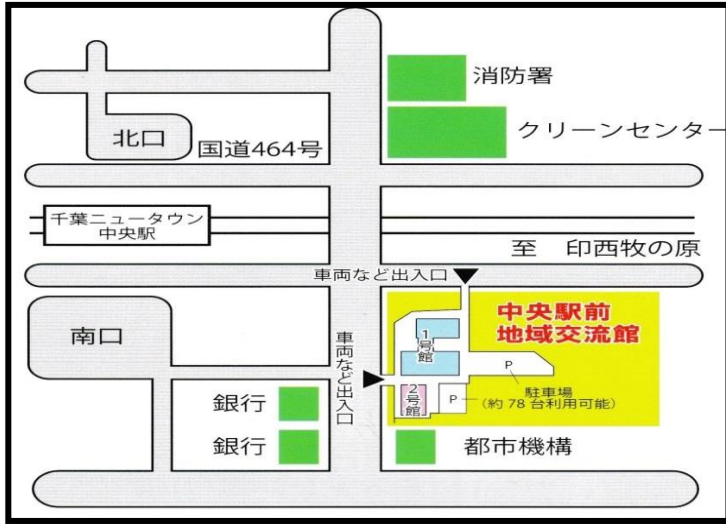 消防署
クリーンセンター
北口
国道464号
千葉ニュータウン
中央駅
至　印西牧の原
車両など出入口
中央駅前
地域交流館
南口
車両など出入口
1号館
P
2号館
P
駐車場
(約 78 台利用可能)
銀行
銀行
都市機構